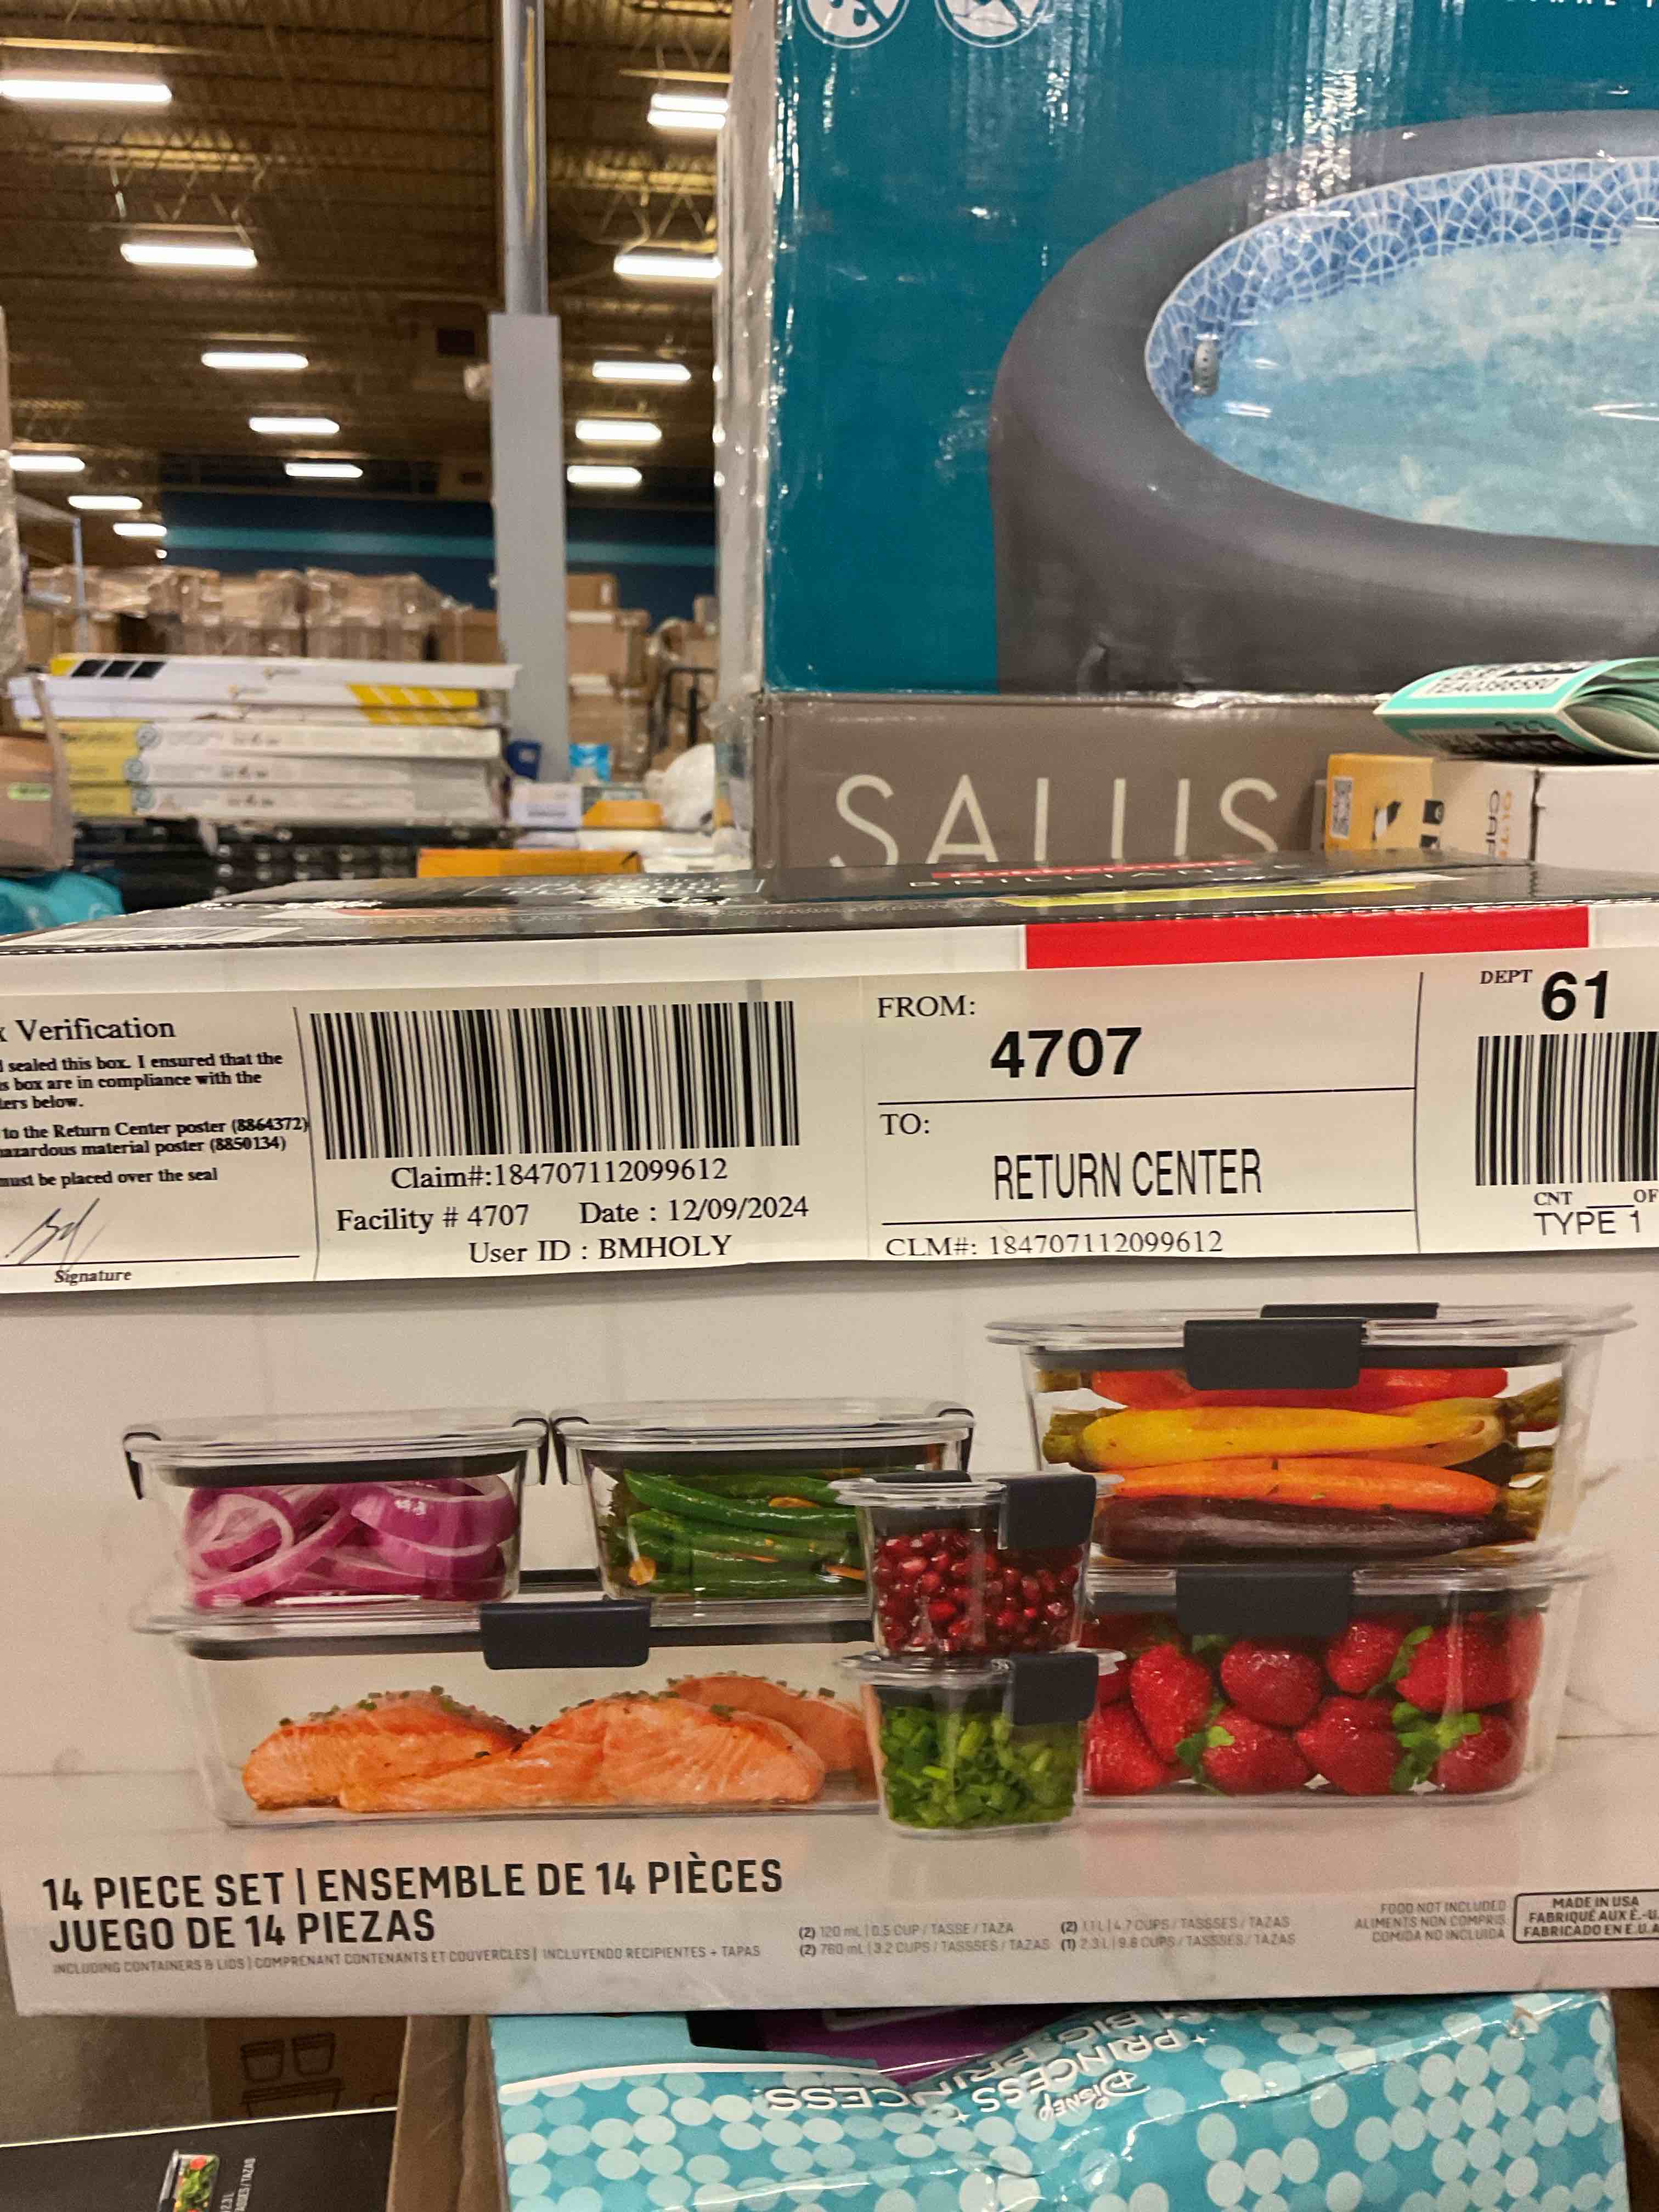 SALUS
BRILLIANCE
Verification
sealed this box. I ensured that the
s box are in compliance with the
ters below.
to the Return Center poster (8864372)
azardous material poster (8850134)
must be placed over the seal
Signature
Claim#:184707112099612
Facility # 4707 Date : 12/09/2024
User ID : BMHOLY
FROM:
4707
TO:
RETURN CENTER
CLM#: 184707112099612
DEPT 61
CNT ___OF
TYPE 1
14 PIECE SET | ENSEMBLE DE 14 PIÈCES
JUEGO DE 14 PIEZAS
INCLUDING CONTAINERS & LIDS | COMPRENANT CONTENANTS ET COUVERCLES | INCLUYENDO RECIPIENTES + TAPAS
(2) 120 mL | 0.5 CUP / TASSE / TAZA
(2) 760 mL | 3.2 CUPS / TASSSES / TAZAS
(2) 1.1 L | 4.7 CUPS / TASSSES / TAZAS
(1) 2.3 L | 9.6 CUPS / TASSSES / TAZAS
FOOD NOT INCLUDED
ALIMENTS NON COMPRIS
COMIDA NO INCLUIDA
MADE IN USA
FABRIQUÉ AUX É.-U.
FABRICADO EN E.U.A
DISNEY
PRINCESS
PRINCESS